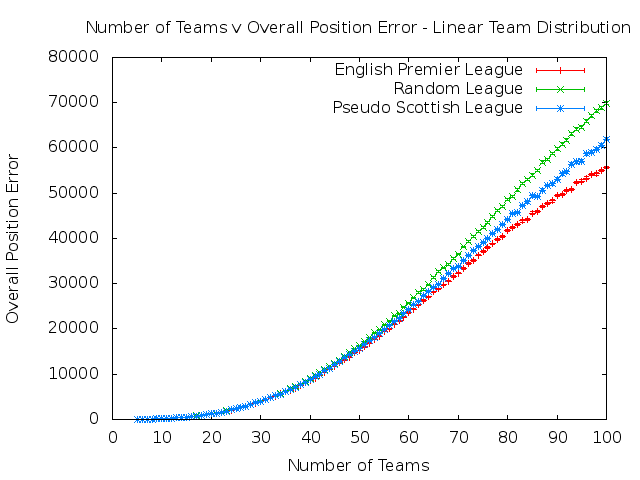 Number of Teams v Overall Position Error - Linear Team Distribution
80000
70000
60000
50000
40000
30000
20000
10000
0
Overall Position Error
English Premier League
Random League
Pseudo Scottish League
0 10 20 30 40 50 60 70 80 90 100
Number of Teams